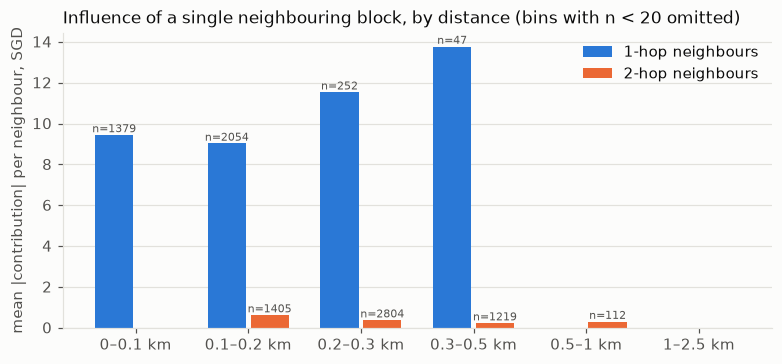 Influence of a single neighbouring block, by distance (bins with n < 20 omitted)
mean |contribution| per neighbour, SGD
14
12
10
8
6
4
2
0
1-hop neighbours
2-hop neighbours
n=1379
n=2054
n=1405
n=252
n=2804
n=47
n=1219
n=112
0–0.1 km
0.1–0.2 km
0.2–0.3 km
0.3–0.5 km
0.5–1 km
1–2.5 km